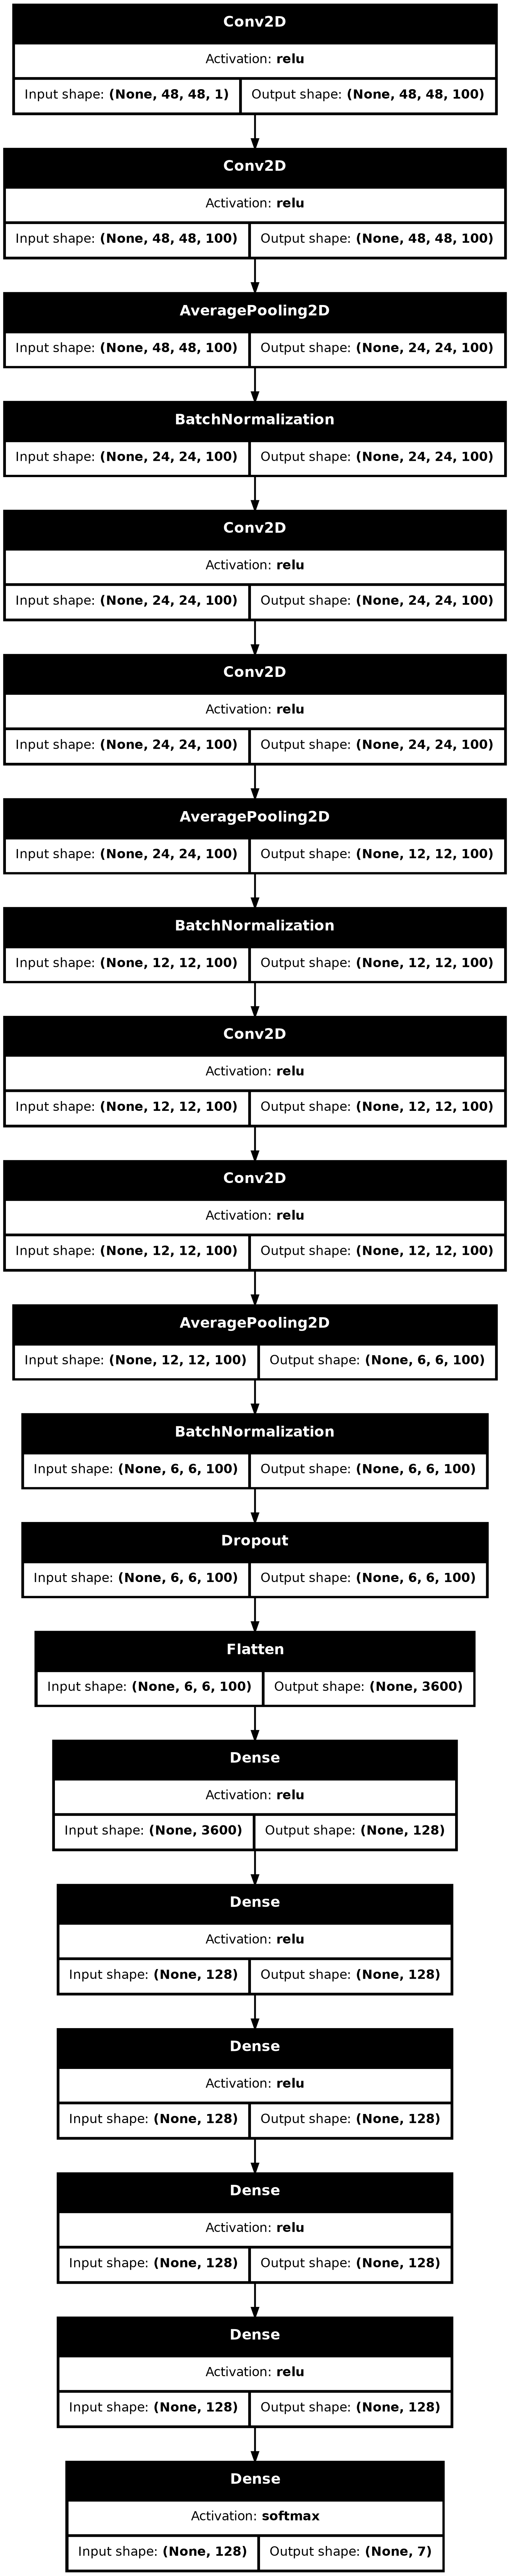 Conv2D
Activation: relu
Input shape: (None, 48, 48, 1) Output shape: (None, 48, 48, 100)
Conv2D
Activation: relu
Input shape: (None, 48, 48, 100) Output shape: (None, 48, 48, 100)
AveragePooling2D
Input shape: (None, 48, 48, 100) Output shape: (None, 24, 24, 100)
BatchNormalization
Input shape: (None, 24, 24, 100) Output shape: (None, 24, 24, 100)
Conv2D
Activation: relu
Input shape: (None, 24, 24, 100) Output shape: (None, 24, 24, 100)
Conv2D
Activation: relu
Input shape: (None, 24, 24, 100) Output shape: (None, 24, 24, 100)
AveragePooling2D
Input shape: (None, 24, 24, 100) Output shape: (None, 12, 12, 100)
BatchNormalization
Input shape: (None, 12, 12, 100) Output shape: (None, 12, 12, 100)
Conv2D
Activation: relu
Input shape: (None, 12, 12, 100) Output shape: (None, 12, 12, 100)
Conv2D
Activation: relu
Input shape: (None, 12, 12, 100) Output shape: (None, 12, 12, 100)
AveragePooling2D
Input shape: (None, 12, 12, 100) Output shape: (None, 6, 6, 100)
BatchNormalization
Input shape: (None, 6, 6, 100) Output shape: (None, 6, 6, 100)
Dropout
Input shape: (None, 6, 6, 100) Output shape: (None, 6, 6, 100)
Flatten
Input shape: (None, 6, 6, 100) Output shape: (None, 3600)
Dense
Activation: relu
Input shape: (None, 3600) Output shape: (None, 128)
Dense
Activation: relu
Input shape: (None, 128) Output shape: (None, 128)
Dense
Activation: relu
Input shape: (None, 128) Output shape: (None, 128)
Dense
Activation: relu
Input shape: (None, 128) Output shape: (None, 128)
Dense
Activation: relu
Input shape: (None, 128) Output shape: (None, 128)
Dense
Activation: softmax
Input shape: (None, 128) Output shape: (None, 7)